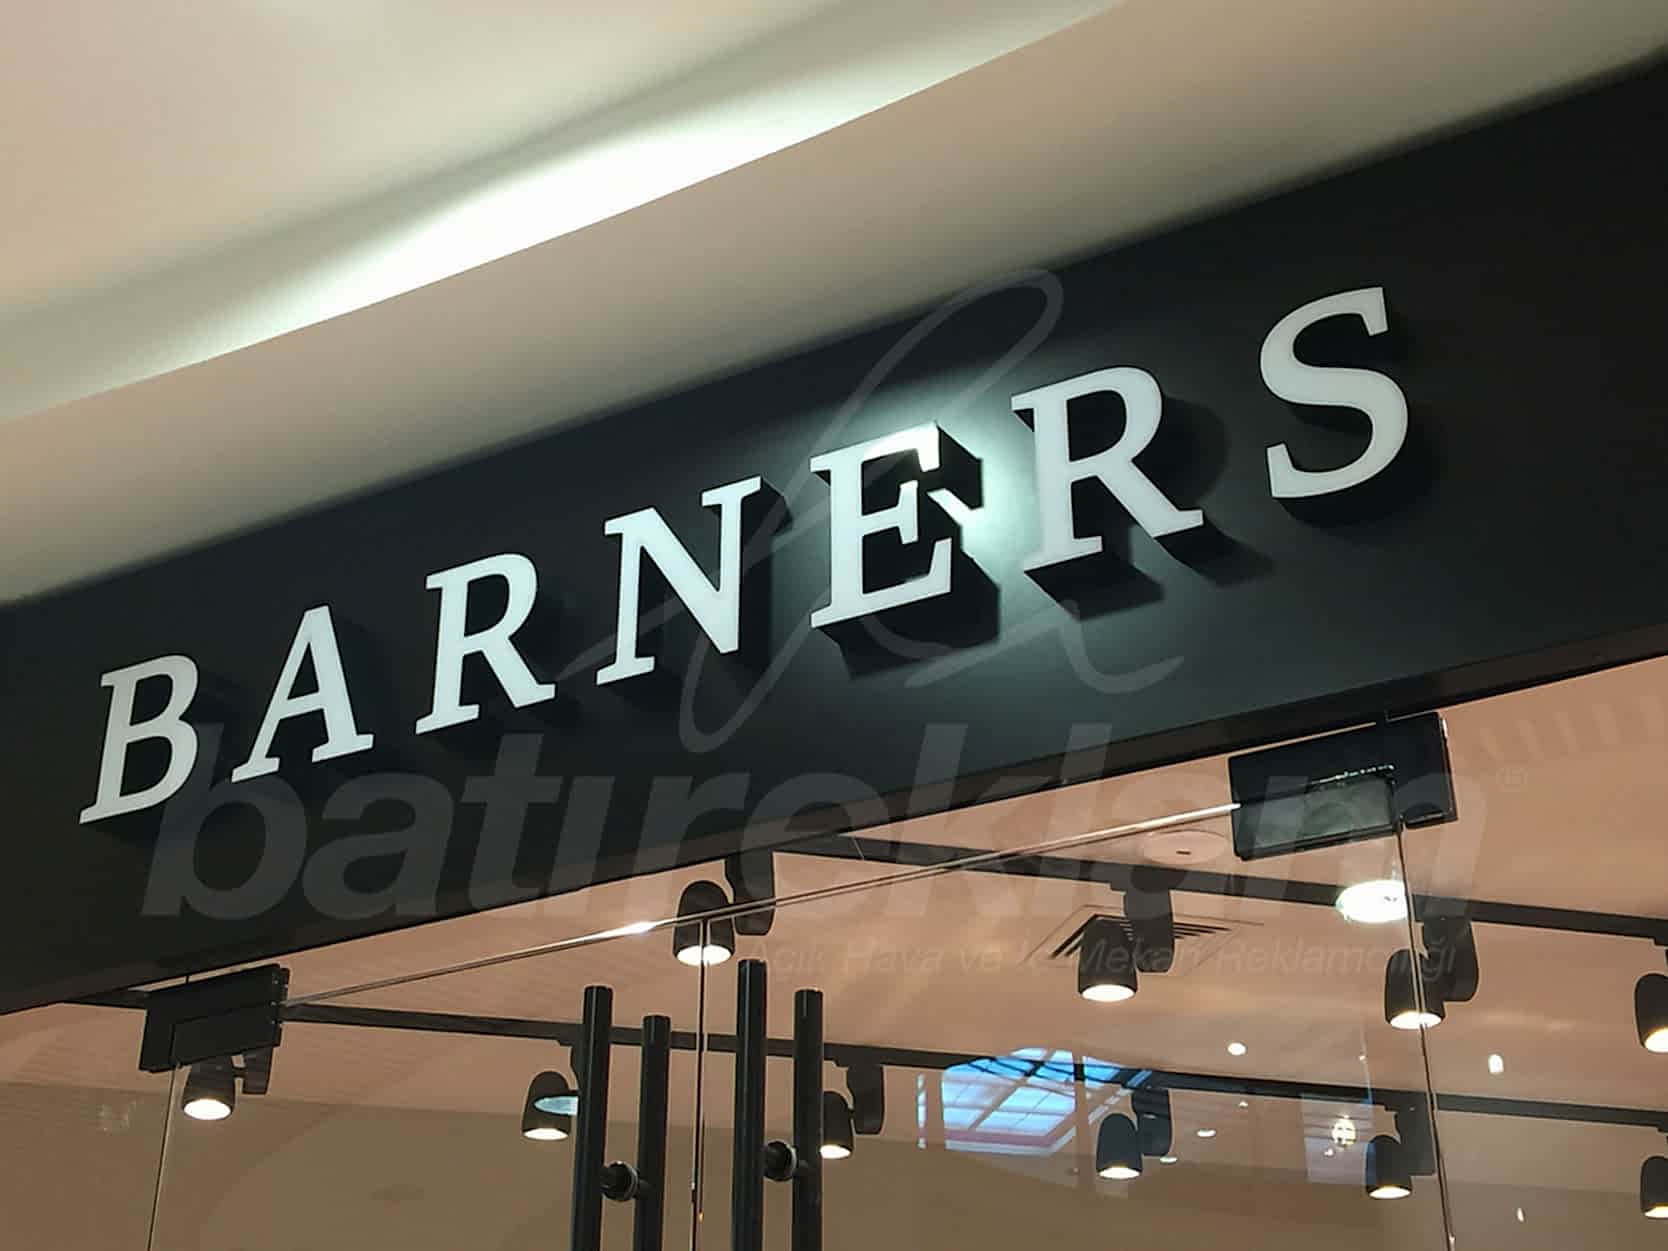 BARNERS
batıreklam®
Açık Hava ve İç Mekan Reklamcılığı